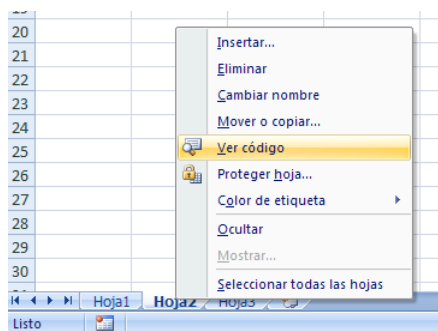 20
21
22
23
24
25
26
27
28
29
30
Insertar...
Eliminar
Cambiar nombre
Mover o copiar...
Ver código
Proteger hoja...
Color de etiqueta
Ocultar
Mostrar...
Seleccionar todas las hojas
Hoja1 Hoja2 Hoja3
Listo